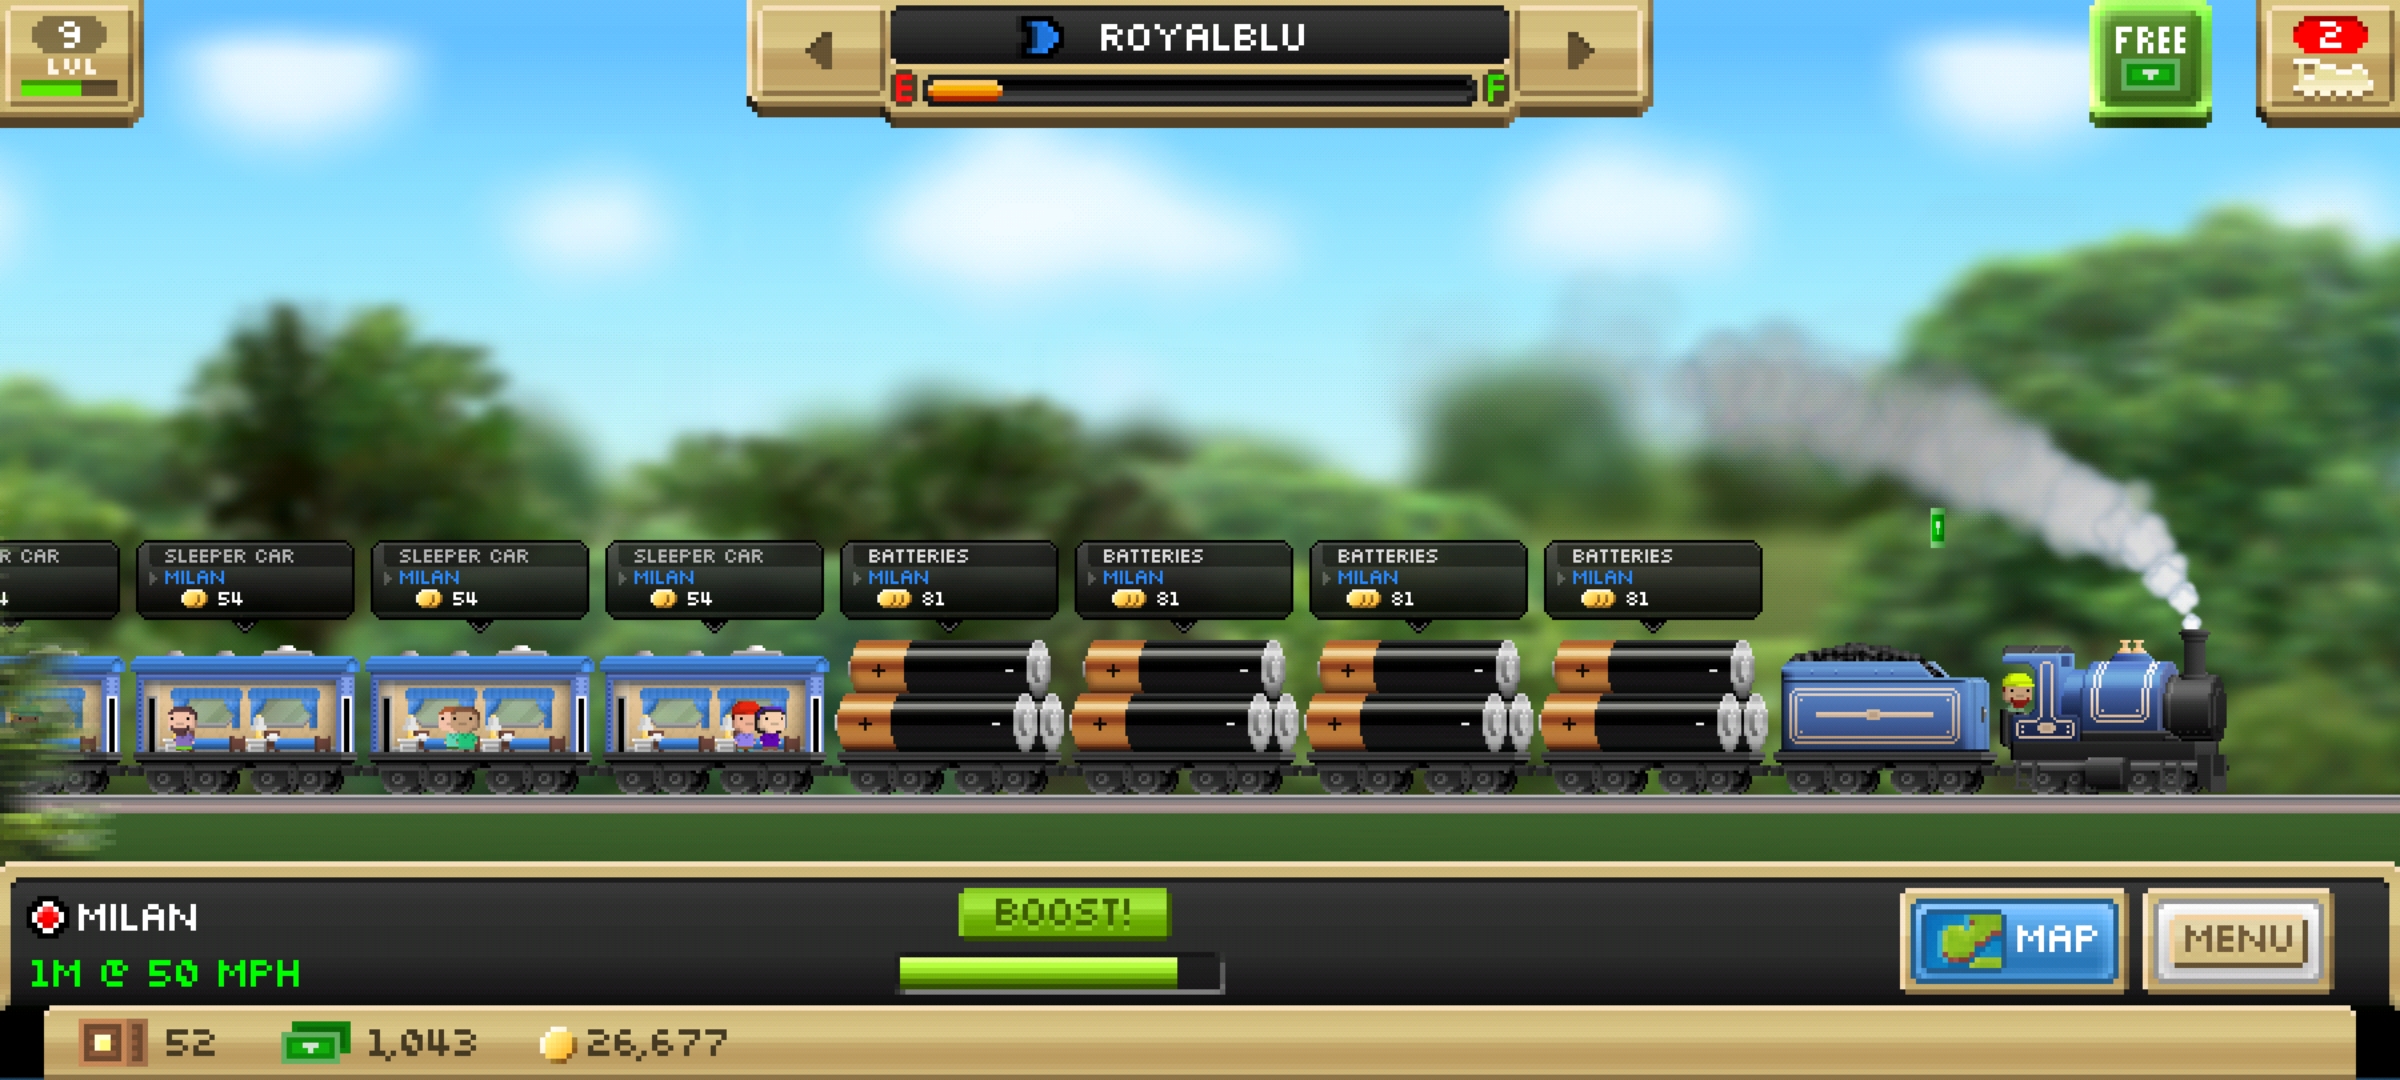 9
LVL
ROYALBLU
E
F
FREE
2
R CAR
4
SLEEPER CAR
MILAN
54
SLEEPER CAR
MILAN
54
SLEEPER CAR
MILAN
54
BATTERIES
MILAN
81
BATTERIES
MILAN
81
BATTERIES
MILAN
81
BATTERIES
MILAN
81
+ -
+ -
+ -
+ -
+ -
+ -
+ -
+ -
MILAN
1M @ 50 MPH
BOOST!
MAP
MENU
52
1,043
26,677